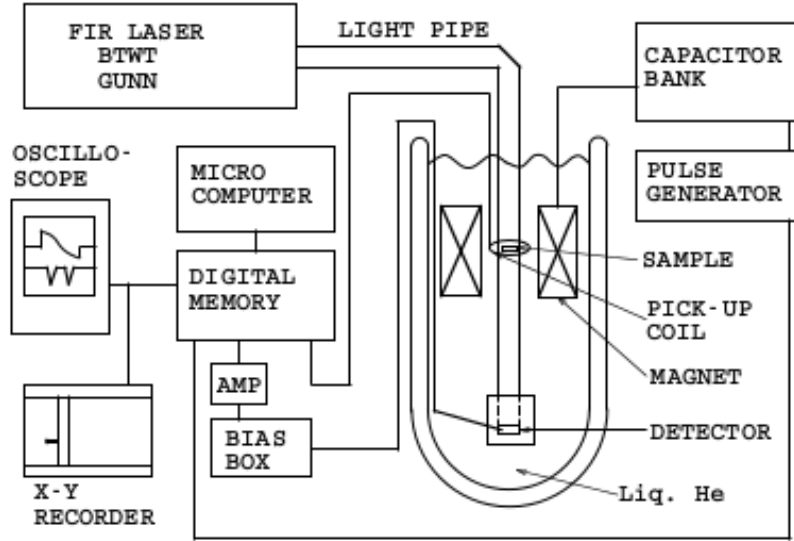 FIR LASER
BTWT
GUNN
LIGHT PIPE
CAPACITOR
BANK
OSCILLO-
SCOPE
MICRO
COMPUTER
PULSE
GENERATOR
DIGITAL
MEMORY
SAMPLE
PICK-UP
COIL
MAGNET
AMP
BIAS
BOX
DETECTOR
X-Y
RECORDER
Liq. He